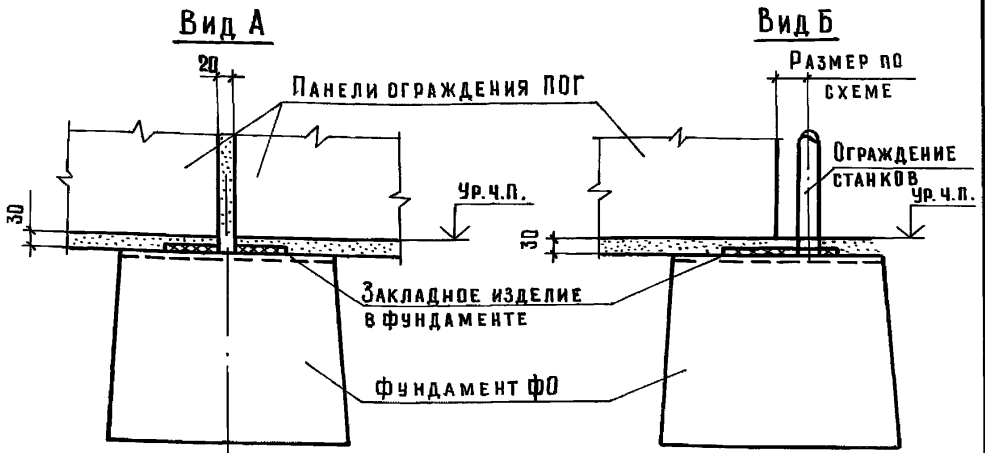 Вид А
Вид Б
20
Размер по
схеме
Панели ограждения ПОГ
Ограждение
станков
Ур.ч.п.
Ур.ч.п.
30
30
Закладное изделие
в фундаменте
Фундамент ФО